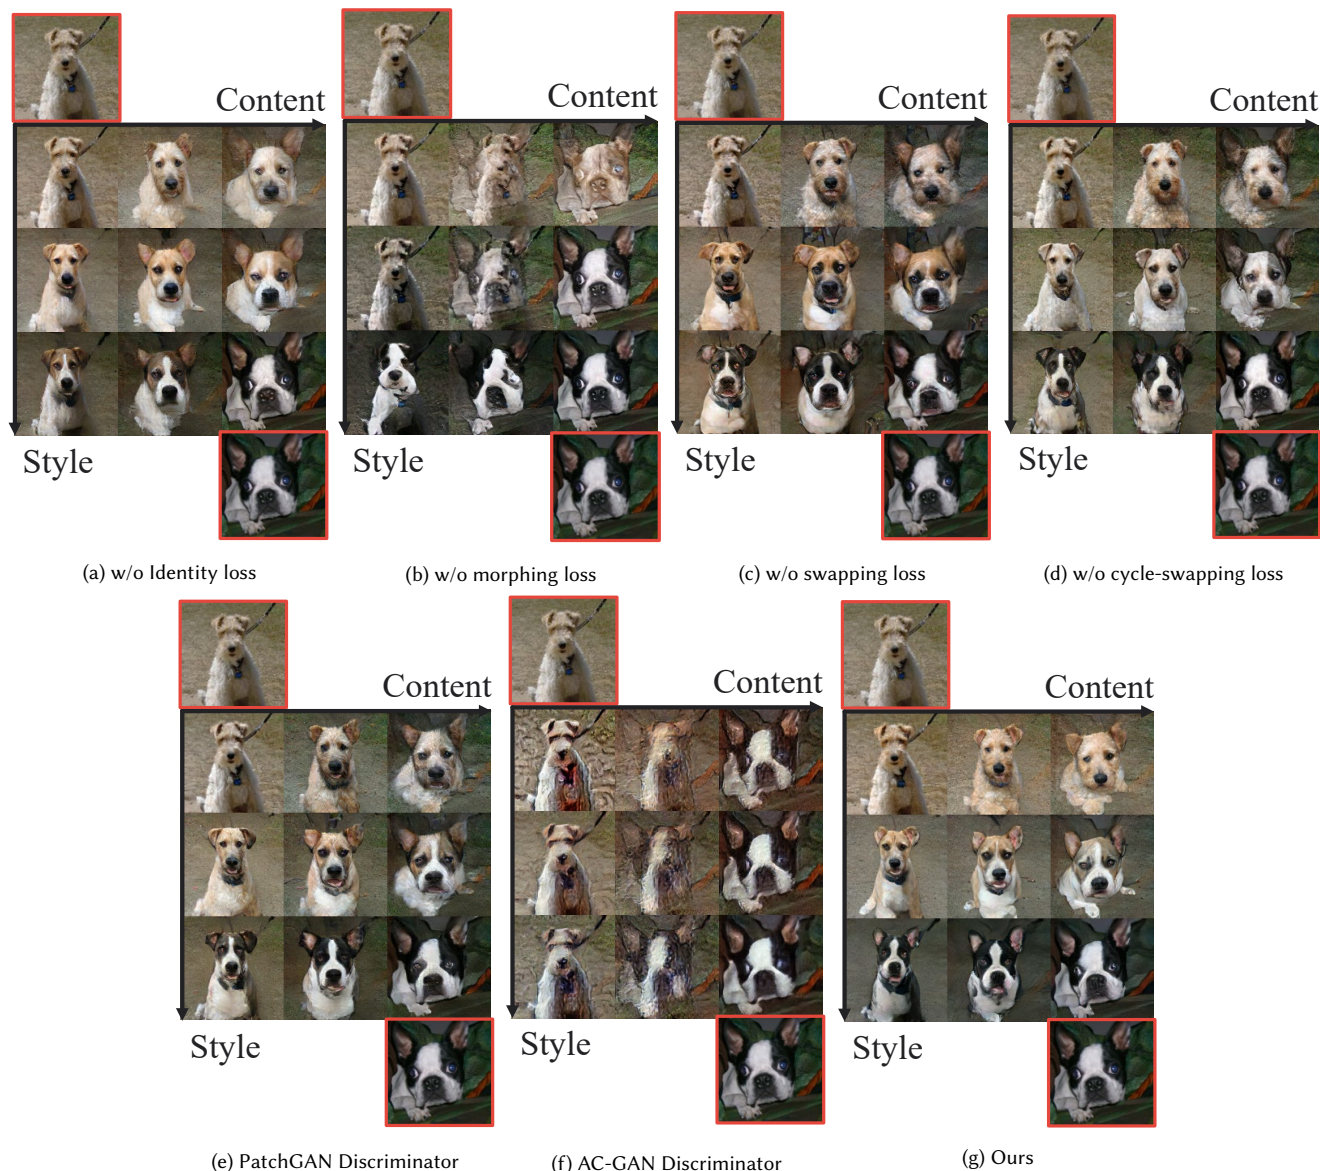 Content
Content
Content
Content
Style
Style
Style
Style
(a) w/o Identity loss
(b) w/o morphing loss
(c) w/o swapping loss
(d) w/o cycle-swapping loss
Content
Content
Content
Style
Style
Style
(e) PatchGAN Discriminator
(f) AC-GAN Discriminator
(g) Ours